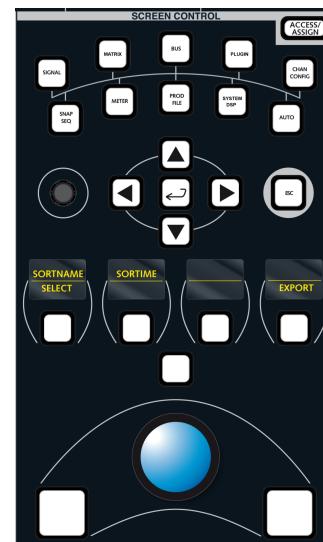 SCREEN CONTROL
ACCESS/
ASSIGN
BUS
MATRIX
PLUGIN
SIGNAL
CHAN
CONFIG
SNAP
SEQ
METER
PROD
FILE
SYSTEM
DSP
AUTO
ESC
SORTNAME
SELECT
SORTIME
EXPORT